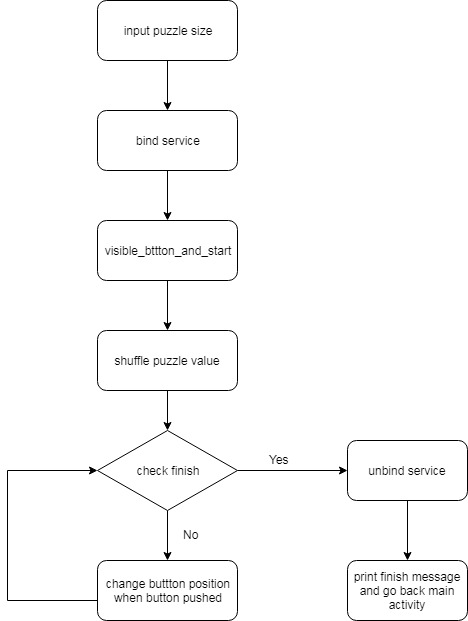 input puzzle size
bind service
visible_bttton_and_start
shuffle puzzle value
check finish
Yes
unbind service
No
change buttton position
when button pushed
print finish message
and go back main
activity